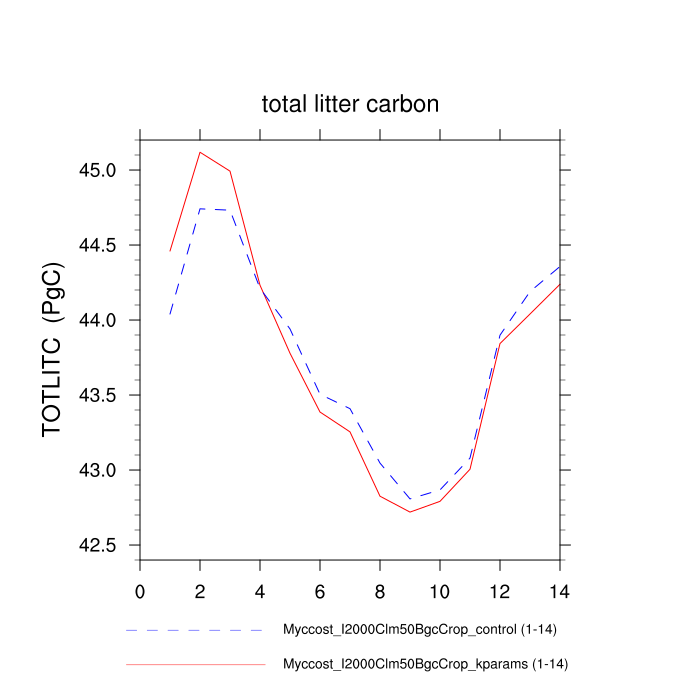 total litter carbon
TOTLITC (PgC)
45.0
44.5
44.0
43.5
43.0
42.5
0 2 4 6 8 10 12 14
Myccost_I2000Clm50BgcCrop_control (1-14)
Myccost_I2000Clm50BgcCrop_kparams (1-14)